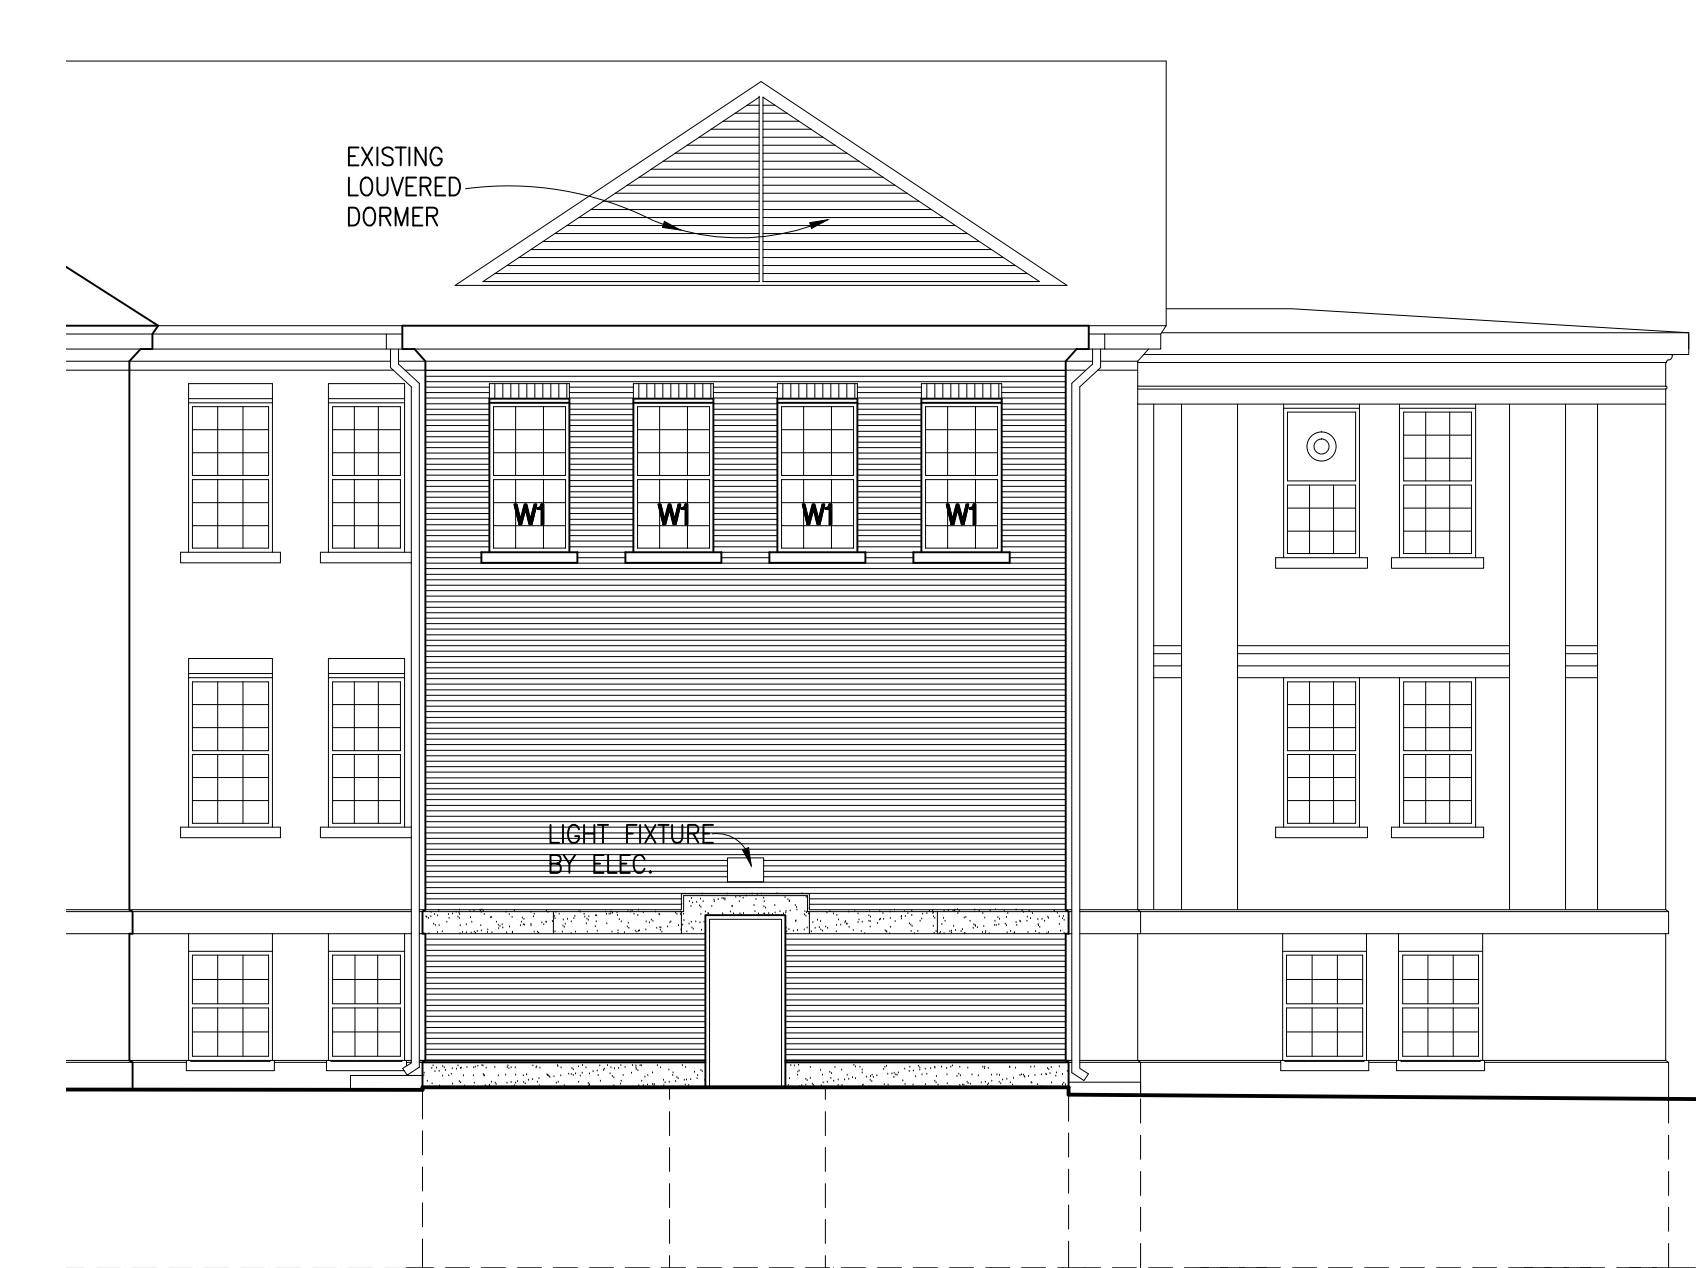 EXISTING
LOUVERED
DORMER
W1 W1 W1 W1
LIGHT FIXTURE
BY ELEC.